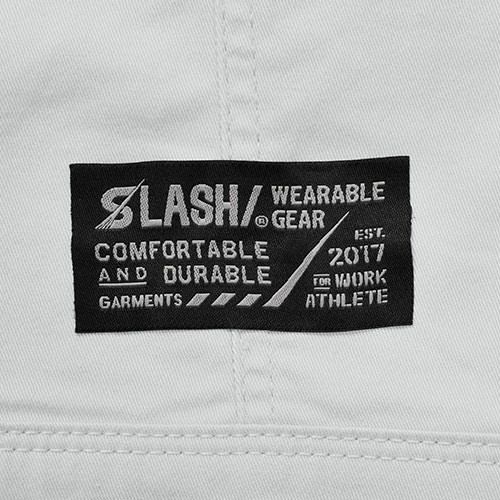 SLASH/® WEARABLE
GEAR
COMFORTABLE
AND DURABLE
GARMENTS
EST.
2017
FOR WORK
ATHLETE